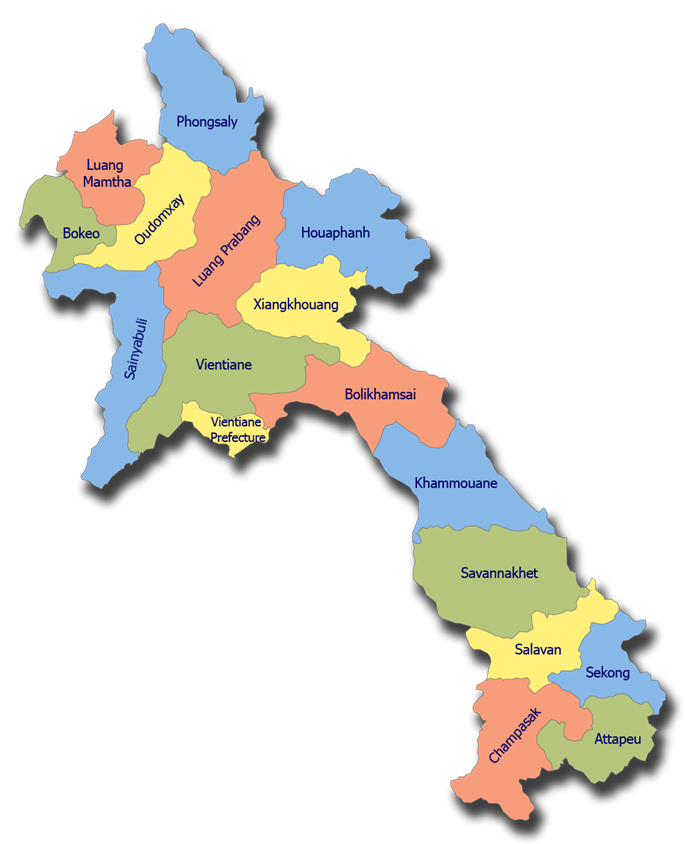 Phongsaly
Luang
Mamtha
Bokeo
Oudomxay
Luang Prabang
Houaphanh
Xiangkhouang
Sainyabuli
Vientiane
Bolikhamsai
Vientiane
Prefecture
Khammouane
Savannakhet
Salavan
Sekong
Champasak
Attapeu